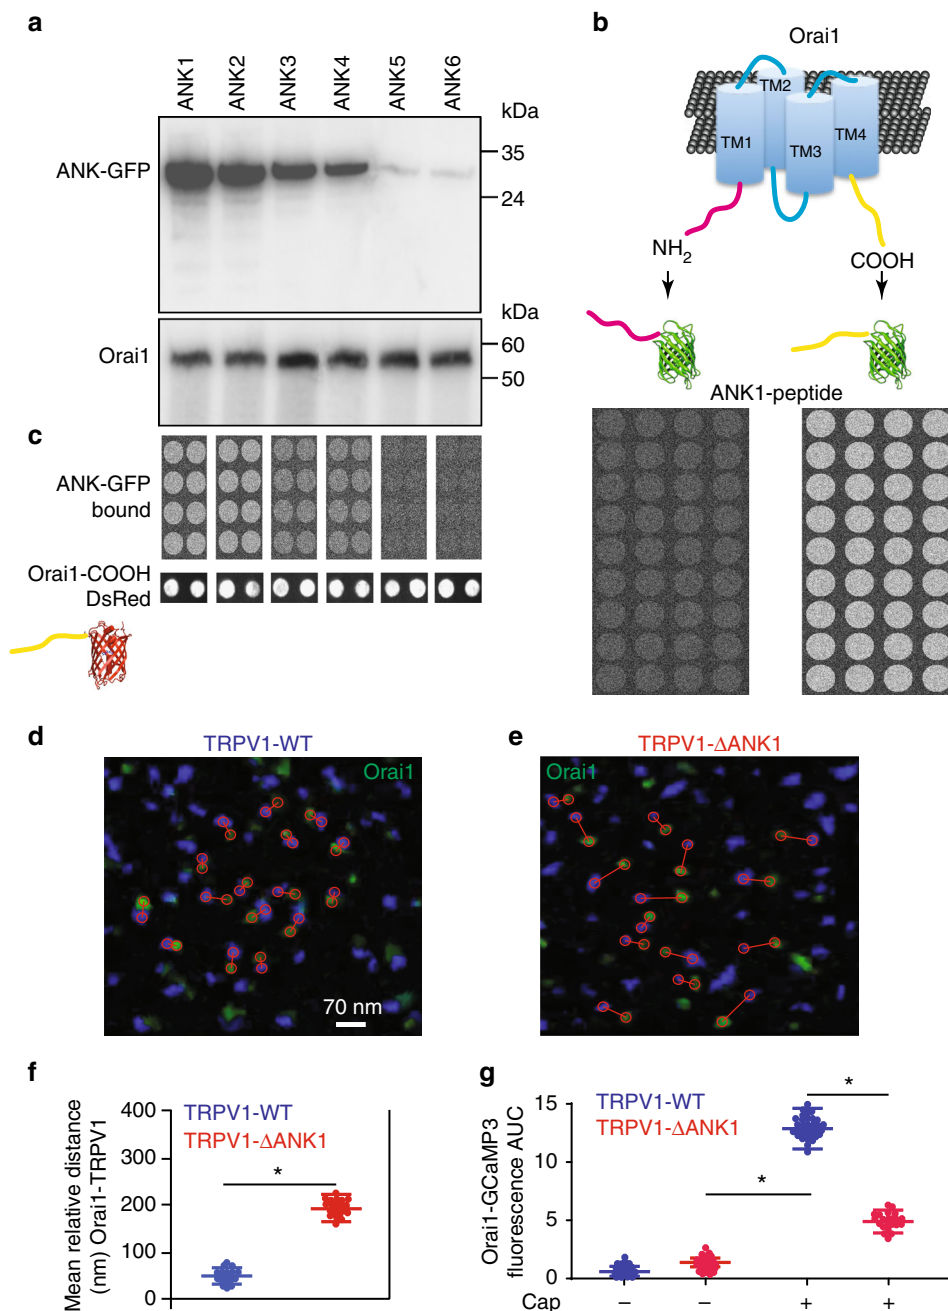 a
ANK1 ANK2 ANK3 ANK4 ANK5 ANK6
kDa
ANK-GFP
35
24
kDa
Orai1
60
50
b
Orai1
TM1
TM2
TM3
TM4
NH2
COOH
ANK1-peptide
c
ANK-GFP
bound
Orai1-COOH
DsRed
d
TRPV1-WT
Orai1
70 nm
e
TRPV1-ΔANK1
Orai1
f
Mean relative distance
(nm) Orai1-TRPV1
400
300
200
100
0
TRPV1-WT
TRPV1-ΔANK1
*
g
Orai1-GCaMP3
fluorescence AUC
15
10
5
0
TRPV1-WT
TRPV1-ΔANK1
*
*
Cap – – + +